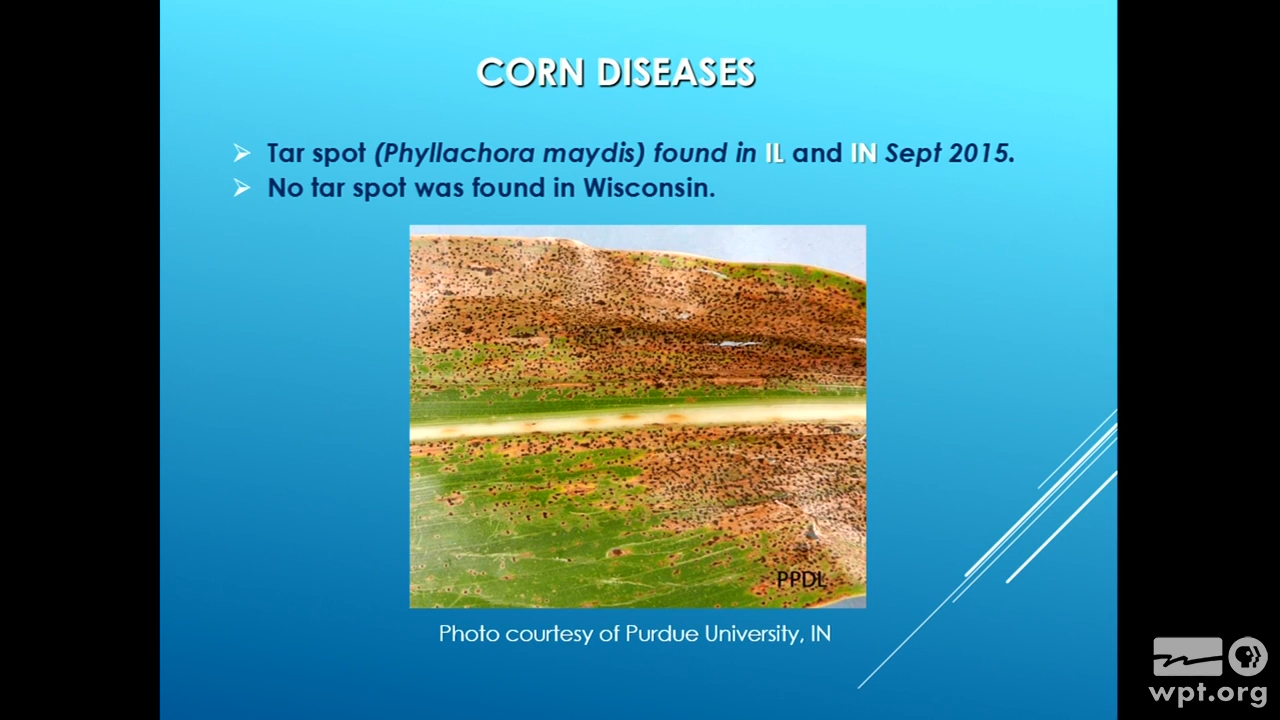 CORN DISEASES
Tar spot (Phyllachora maydis) found in IL and IN Sept 2015.
No tar spot was found in Wisconsin.
PPDL
Photo courtesy of Purdue University, IN
wpt.org